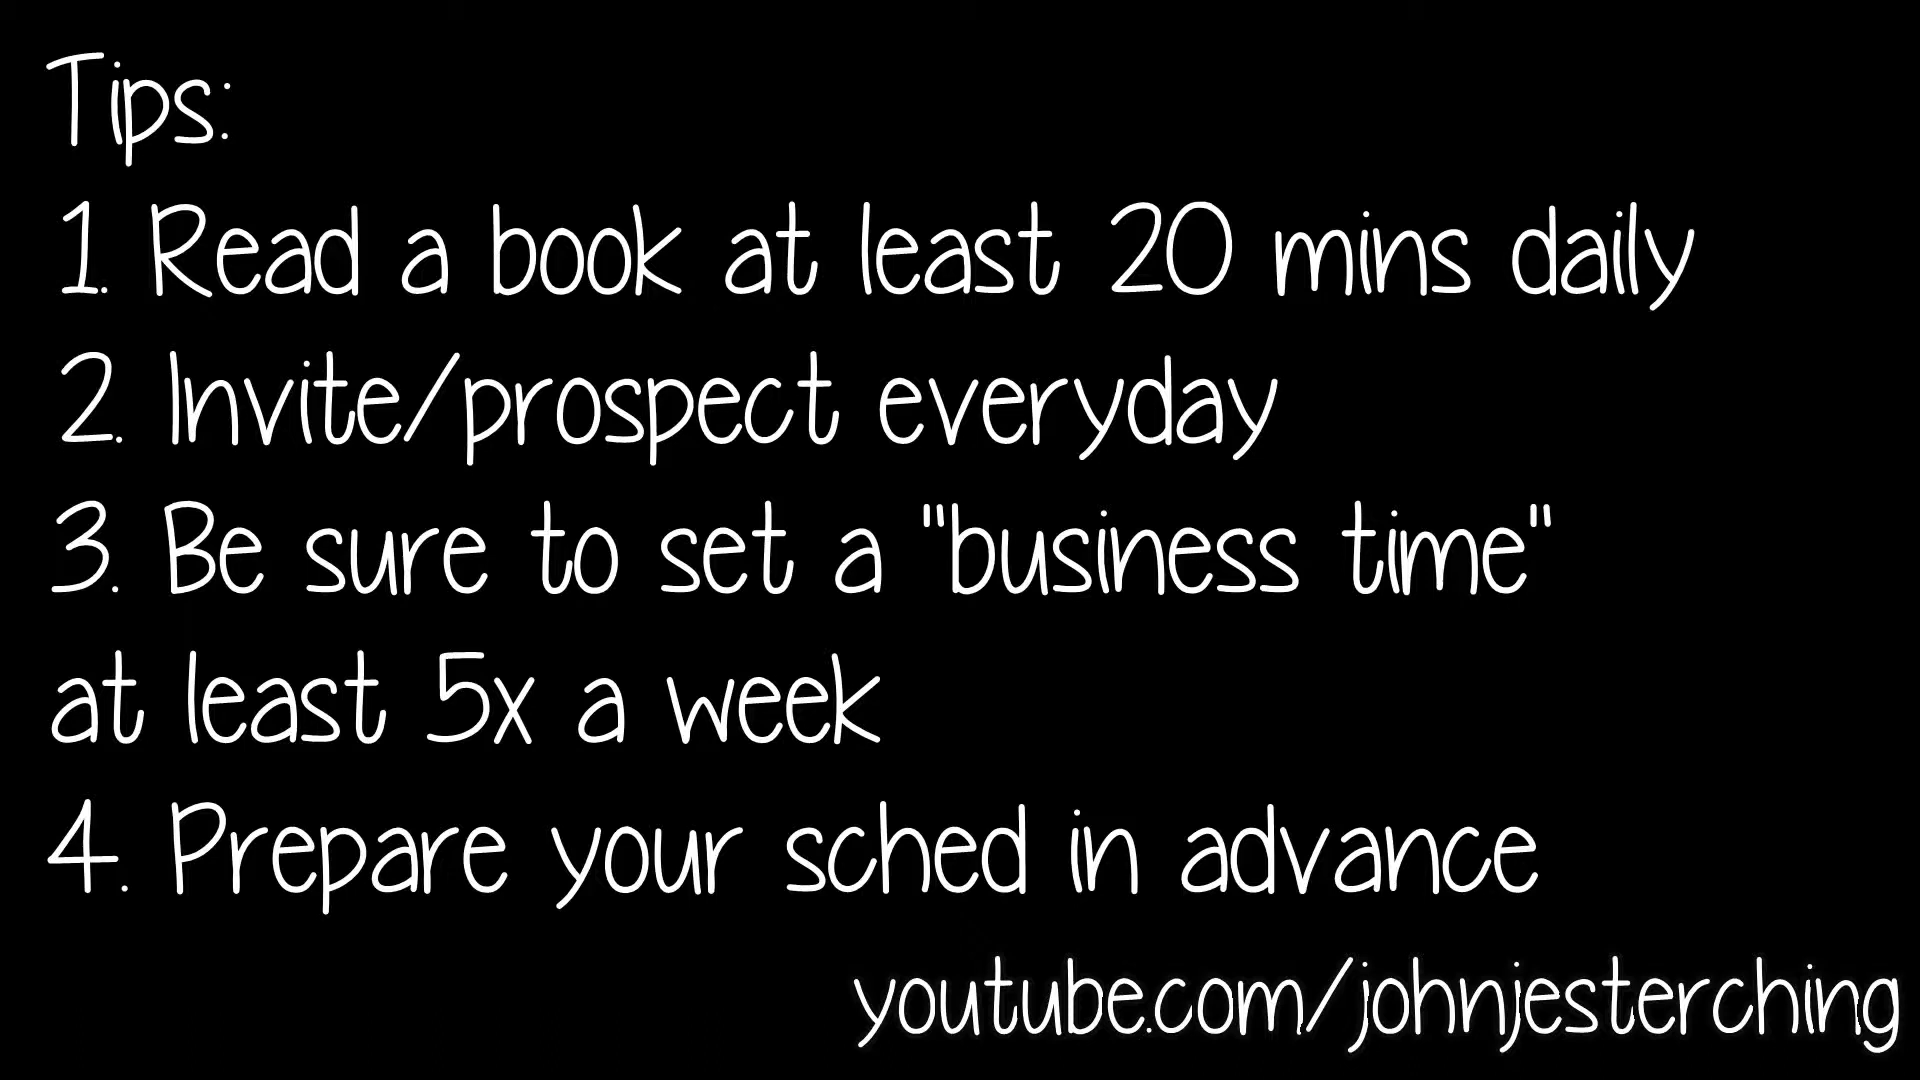 Tips:
1. Read a book at least 20 mins daily
2. Invite/prospect everyday
3. Be sure to set a "business time"
at least 5x a week
4. Prepare your sched in advance
youtube.com/johnjesterching